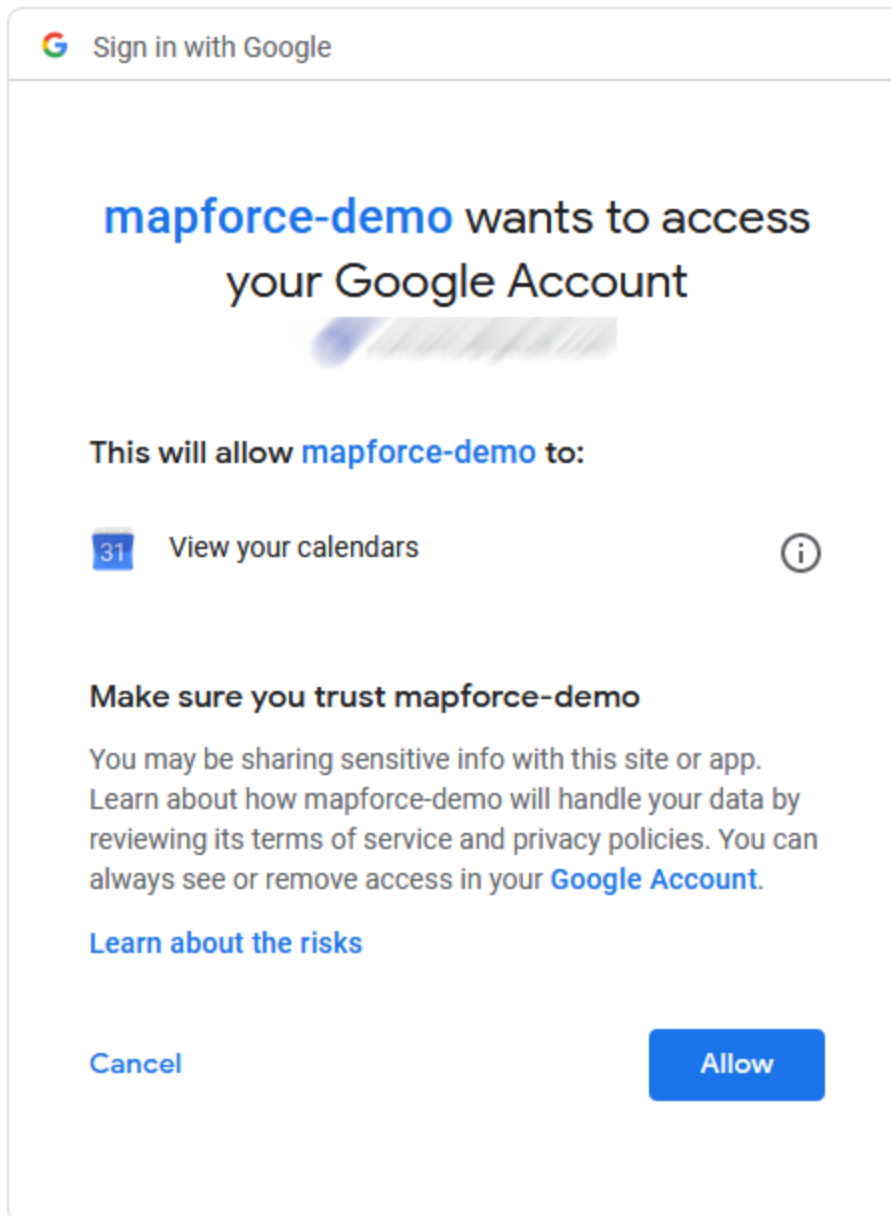 Sign in with Google
mapforce-demo wants to access
your Google Account
This will allow mapforce-demo to:
31
View your calendars
Make sure you trust mapforce-demo
You may be sharing sensitive info with this site or app.
Learn about how mapforce-demo will handle your data by
reviewing its terms of service and privacy policies. You can
always see or remove access in your Google Account.
Learn about the risks
Cancel
Allow